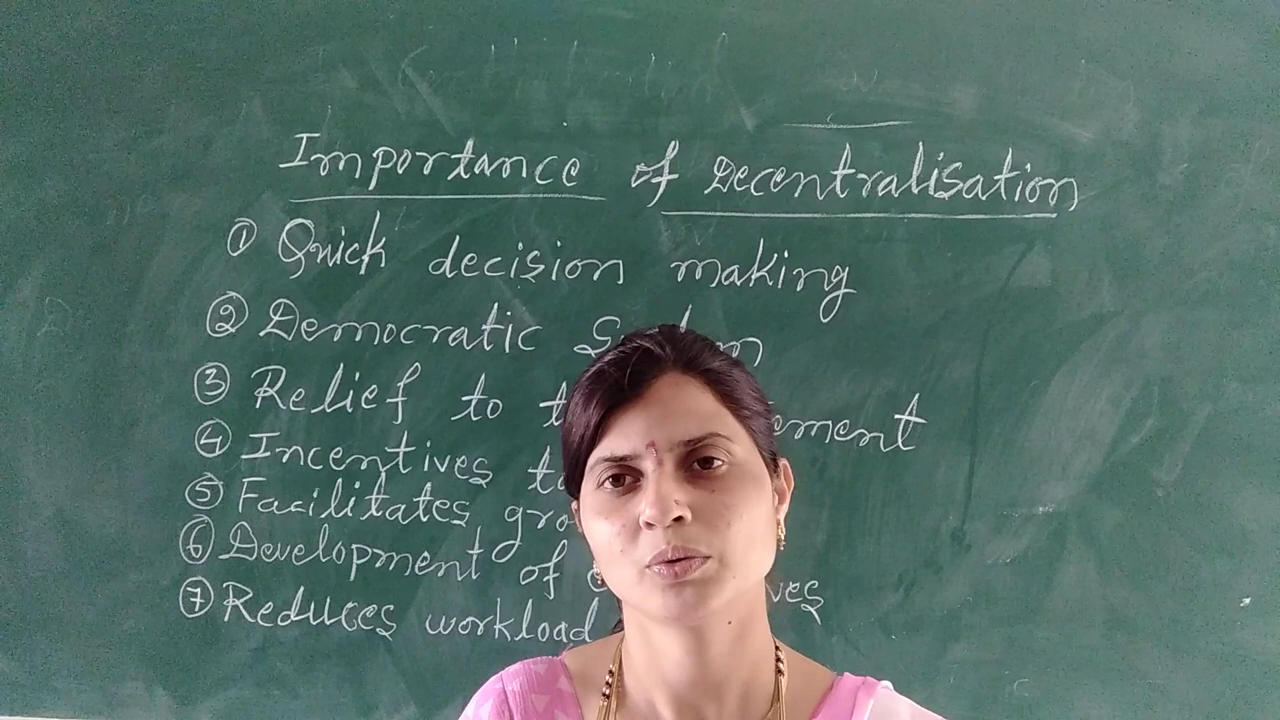 Importance of Decentralisation
① Quick decision making
② Democratic
③ Relief to
④ Incentives
⑤ Facilitates
⑥ Development of
⑦ Reduces workload